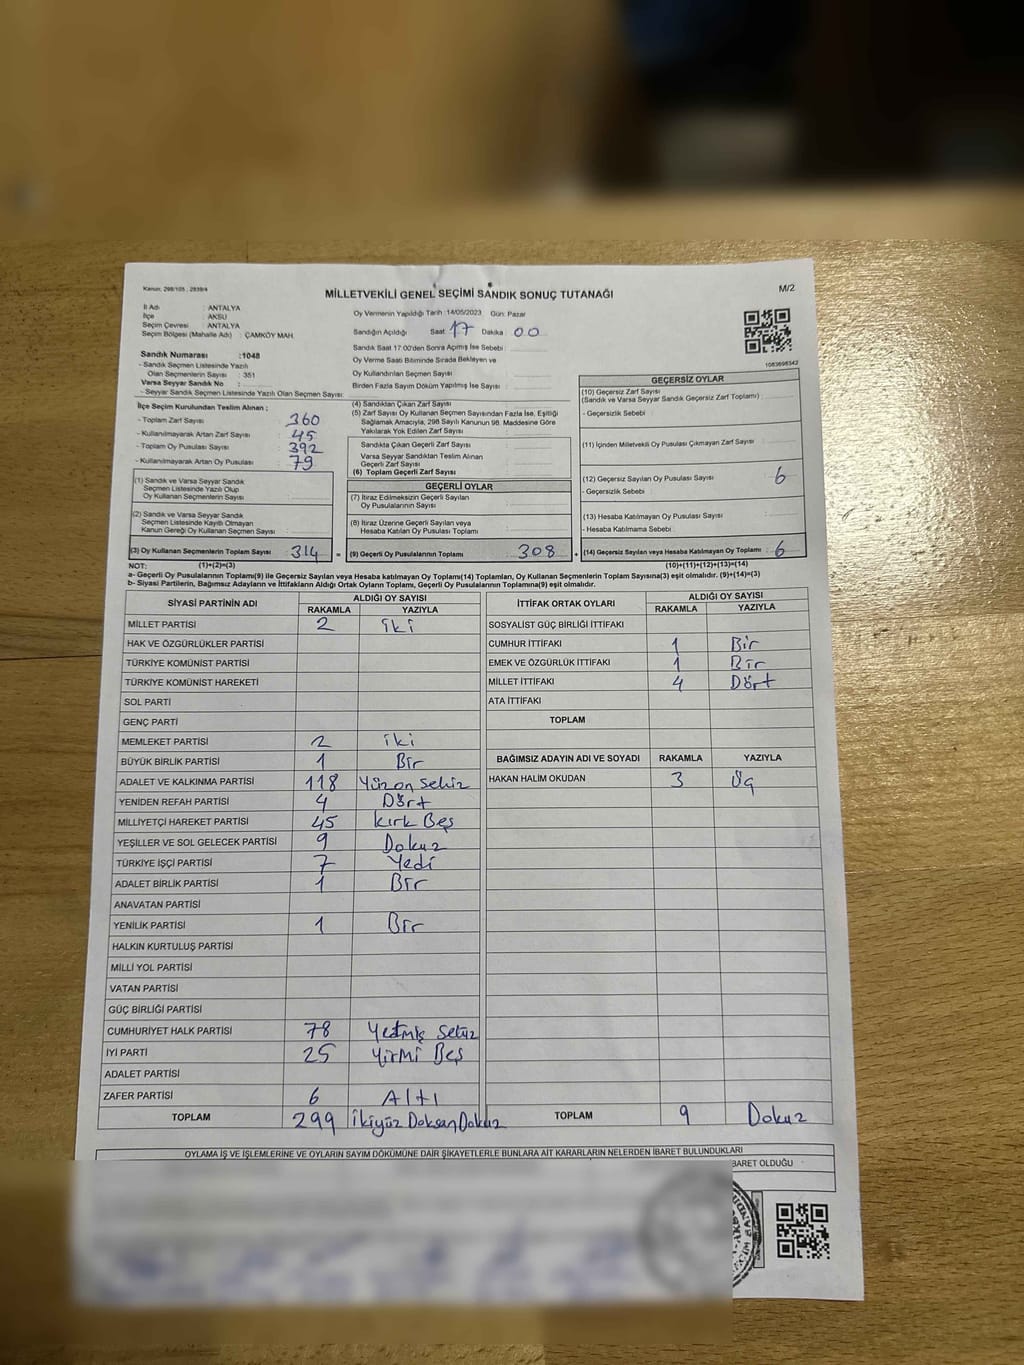 Kanun: 298/105, 2839/4
MİLLETVEKİLİ GENEL SEÇİMİ SANDIK SONUÇ TUTANAĞI
M/2
İl Adı : ANTALYA
İlçe : AKSU
Seçim Çevresi : ANTALYA
Seçim Bölgesi (Mahalle Adı) : ÇAMKÖY MAH.
Oy Vermenin Yapıldığı Tarih : 14/05/2023 Gün: Pazar
Sandığın Açıldığı Saat 17 Dakika 00
Sandık Saat 17:00'den Sonra Açılmış İse Sebebi :
Oy Verme Saati Bitiminde Sırada Bekleyen ve
Oy Kullandırılan Seçmen Sayısı
Birden Fazla Sayım Döküm Yapılmış İse Sayısı :
Sandık Numarası :1048
- Sandık Seçmen Listesinde Yazılı
Olan Seçmenlerin Sayısı : 351
Varsa Seyyar Sandık No
- Seyyar Sandık Seçmen Listesinde Yazılı Olan Seçmen Sayısı:
İlçe Seçim Kurulundan Teslim Alınan ;
- Toplam Zarf Sayısı : 360
- Kullanılmayarak Artan Zarf Sayısı : 45
- Toplam Oy Pusulası Sayısı : 392
- Kullanılmayarak Artan Oy Pusulası : 79
(1) Sandık ve Varsa Seyyar Sandık
Seçmen Listesinde Yazılı Olup
Oy Kullanan Seçmenlerin Sayısı
(2) Sandık ve Varsa Seyyar Sandık
Seçmen Listesinde Kayıtlı Olmayan
Kanun Gereği Oy Kullanan Seçmen Sayısı
(3) Oy Kullanan Seçmenlerin Toplam Sayısı : 314 =
(4) Sandıktan Çıkan Zarf Sayısı
(5) Zarf Sayısı Oy Kullanan Seçmen Sayısından Fazla İse, Eşitliği
Sağlamak Amacıyla, 298 Sayılı Kanunun 98. Maddesine Göre
Yakılarak Yok Edilen Zarf Sayısı
Sandıkta Çıkan Geçerli Zarf Sayısı
Varsa Seyyar Sandıktan Teslim Alınan
Geçerli Zarf Sayısı
(6) Toplam Geçerli Zarf Sayısı
GEÇERLİ OYLAR
(7) İtiraz Edilmeksizin Geçerli Sayılan
Oy Pusulalarının Sayısı
(8) İtiraz Üzerine Geçerli Sayılan veya
Hesaba Katılan Oy Pusulası Toplamı
(9) Geçerli Oy Pusulalarının Toplamı : 308 +
1083698342
GEÇERSİZ OYLAR
(10) Geçersiz Zarf Sayısı
(Sandık ve Varsa Seyyar Sandık Geçersiz Zarf Toplamı) :
- Geçersizlik Sebebi
(11) İçinden Milletvekili Oy Pusulası Çıkmayan Zarf Sayısı
(12) Geçersiz Sayılan Oy Pusulası Sayısı : 6
- Geçersizlik Sebebi
(13) Hesaba Katılmayan Oy Pusulası Sayısı
- Hesaba Katılmama Sebebi
(14) Geçersiz Sayılan veya Hesaba Katılmayan Oy Toplamı : 6
NOT: (1)+(2)=(3)
(10)+(11)+(12)+(13)=(14)
a- Geçerli Oy Pusulalarının Toplamı(9) ile Geçersiz Sayılan veya Hesaba katılmayan Oy Toplamı(14) Toplamları, Oy Kullanan Seçmenlerin Toplam Sayısına(3) eşit olmalıdır. (9)+(14)=(3)
b- Siyasi Partilerin, Bağımsız Adayların ve İttifakların Aldığı Ortak Oyların Toplamı, Geçerli Oy Pusulalarının Toplamına(9) eşit olmalıdır.
SİYASİ PARTİNİN ADI ALDIĞI OY SAYISI
RAKAMLA YAZIYLA
MİLLET PARTİSİ 2 iki
HAK VE ÖZGÜRLÜKLER PARTİSİ
TÜRKİYE KOMÜNİST PARTİSİ
TÜRKİYE KOMÜNİST HAREKETİ
SOL PARTİ
GENÇ PARTİ
MEMLEKET PARTİSİ 2 iki
BÜYÜK BİRLİK PARTİSİ 1 Bir
ADALET VE KALKINMA PARTİSİ 118 Yüz on sekiz
YENİDEN REFAH PARTİSİ 4 Dört
MİLLİYETÇİ HAREKET PARTİSİ 45 kırk Beş
YEŞİLLER VE SOL GELECEK PARTİSİ 9 Dokuz
TÜRKİYE İŞÇİ PARTİSİ 7 Yedi
ADALET BİRLİK PARTİSİ 1 Bir
ANAVATAN PARTİSİ
YENİLİK PARTİSİ 1 Bir
HALKIN KURTULUŞ PARTİSİ
MİLLİ YOL PARTİSİ
VATAN PARTİSİ
GÜÇ BİRLİĞİ PARTİSİ
CUMHURİYET HALK PARTİSİ 78 Yetmiş Sekiz
İYİ PARTİ 25 Yirmi Beş
ADALET PARTİSİ
ZAFER PARTİSİ 6 Altı
TOPLAM 299 İkiyüz Doksan Dokuz
İTTİFAK ORTAK OYLARI ALDIĞI OY SAYISI
RAKAMLA YAZIYLA
SOSYALİST GÜÇ BİRLİĞİ İTTİFAKI
CUMHUR İTTİFAKI 1 Bir
EMEK VE ÖZGÜRLÜK İTTİFAKI 1 Bir
MİLLET İTTİFAKI 4 Dört
ATA İTTİFAKI
TOPLAM
BAĞIMSIZ ADAYIN ADI VE SOYADI RAKAMLA YAZIYLA
HAKAN HALİM OKUDAN 3 Üç
TOPLAM 9 Dokuz
OYLAMA İŞ VE İŞLEMLERİNE VE OYLARIN SAYIM DÖKÜMÜNE DAİR ŞİKAYETLERLE BUNLARA AİT KARARLARIN NELERDEN İBARET BULUNDUKLARI
BARET OLDUĞU